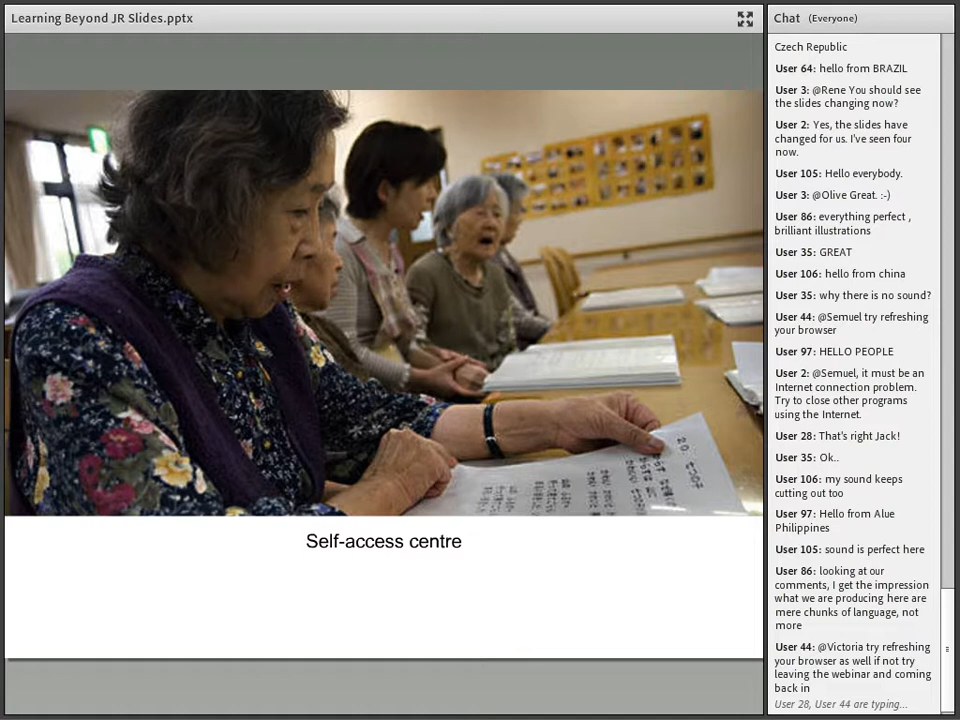 Learning Beyond JR Slides.pptx
Self-access centre
Chat (Everyone)
Czech Republic
User 64: hello from BRAZIL
User 3: @Rene You should see
the slides changing now?
User 2: Yes, the slides have
changed for us. I've seen four
now.
User 105: Hello everybody.
User 3: @Olive Great. :-)
User 86: everything perfect ,
brilliant illustrations
User 35: GREAT
User 106: hello from china
User 35: why there is no sound?
User 44: @Semuel try refreshing
your browser
User 97: HELLO PEOPLE
User 2: @Semuel, it must be an
Internet connection problem.
Try to close other programs
using the Internet.
User 28: That's right Jack!
User 35: Ok..
User 106: my sound keeps
cutting out too
User 97: Hello from Alue
Philippines
User 105: sound is perfect here
User 86: looking at our
comments, I get the impression
what we are producing here are
mere chunks of language, not
more
User 44: @Victoria try refreshing
your browser as well if not try
leaving the webinar and coming
back in
User 28, User 44 are typing...